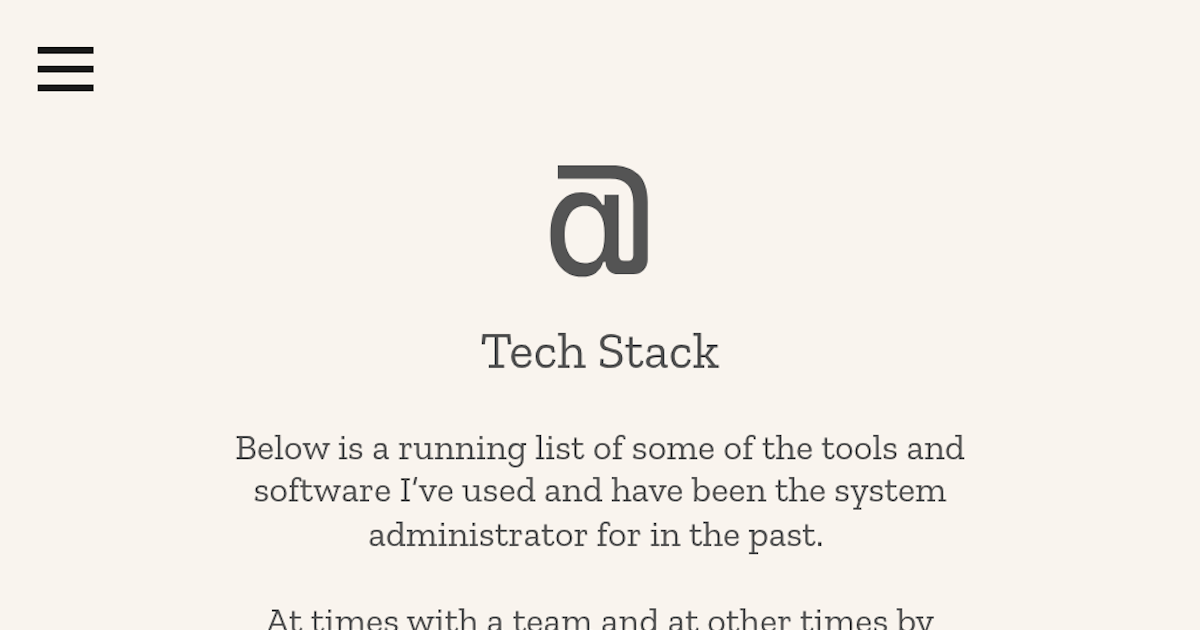 @
Tech Stack
Below is a running list of some of the tools and
software I’ve used and have been the system
administrator for in the past.
At times with a team and at other times by